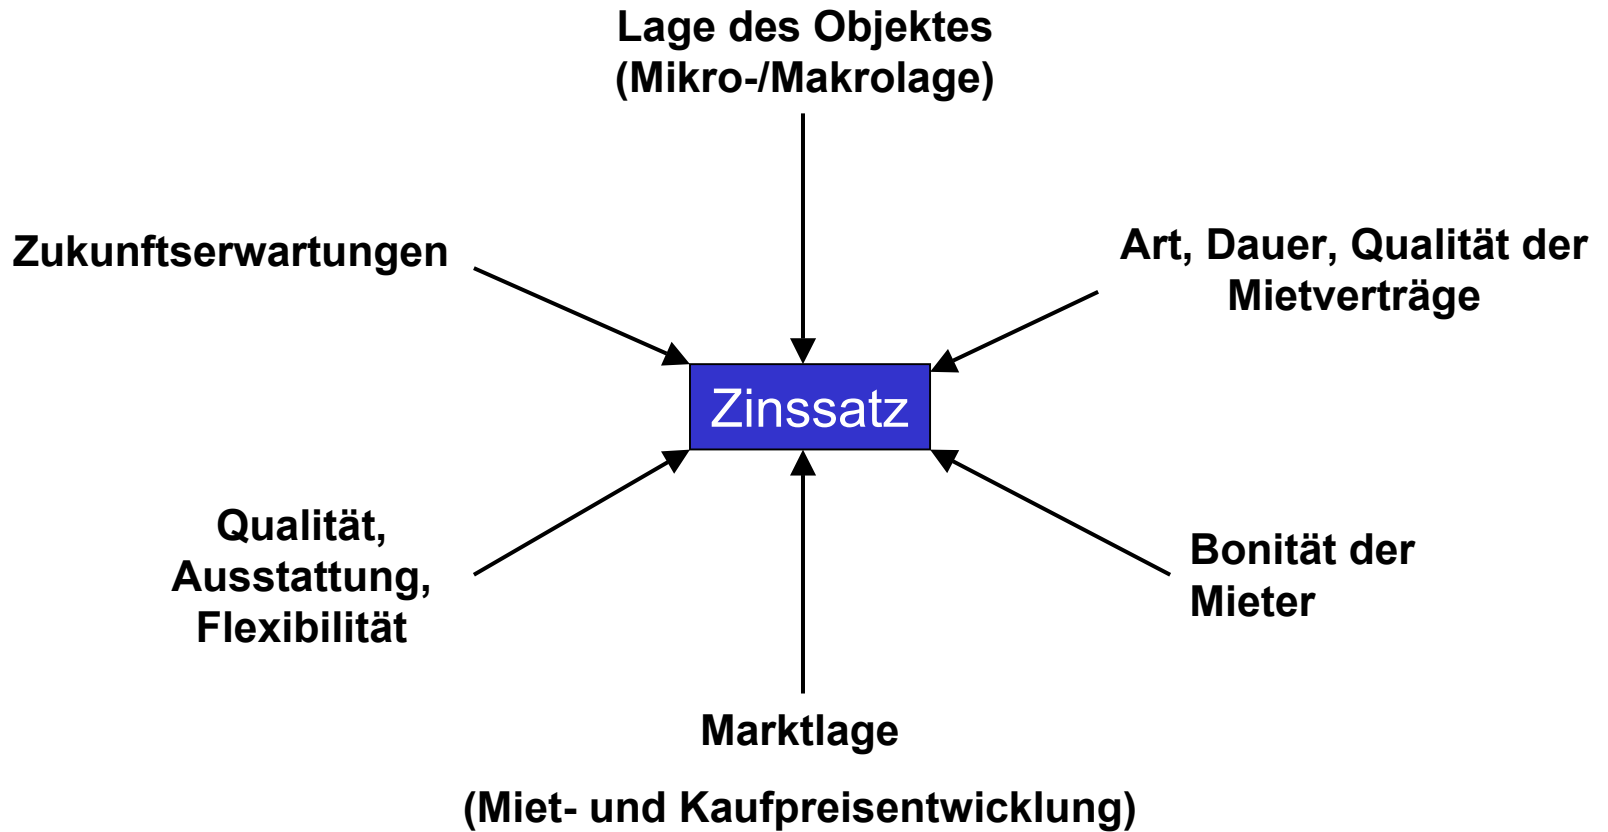 Lage des Objektes
(Mikro-/Makrolage)
Zukunftserwartungen
Art, Dauer, Qualität der
Mietverträge
Zinssatz
Qualität,
Ausstattung,
Flexibilität
Bonität der
Mieter
Marktlage
(Miet- und Kaufpreisentwicklung)